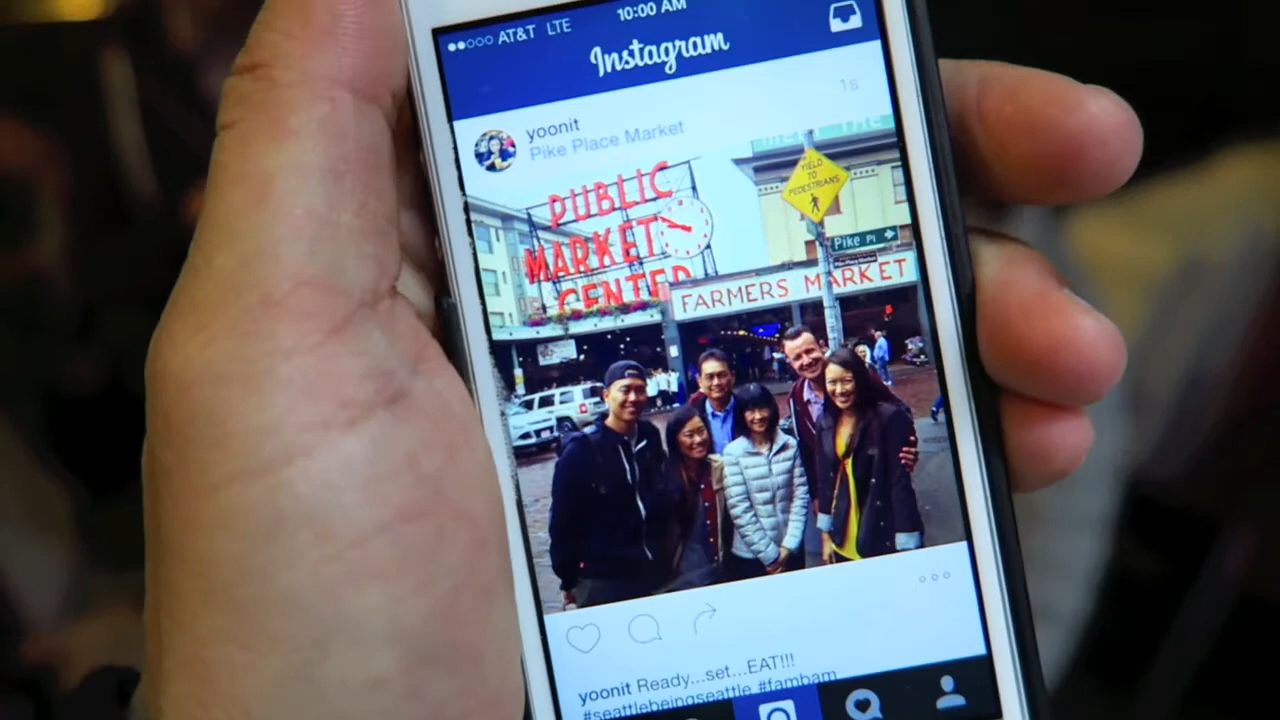 AT&T LTE 10:00 AM
Instagram
yoonit
1s
Pike Place Market
YIELD
TO
PEDESTRIANS
PUBLIC
MARKET
CENTER
Pike Pl
FARMERS MARKET
yoonit Ready...set...EAT!!!
#seattlebeingseattle #fambam